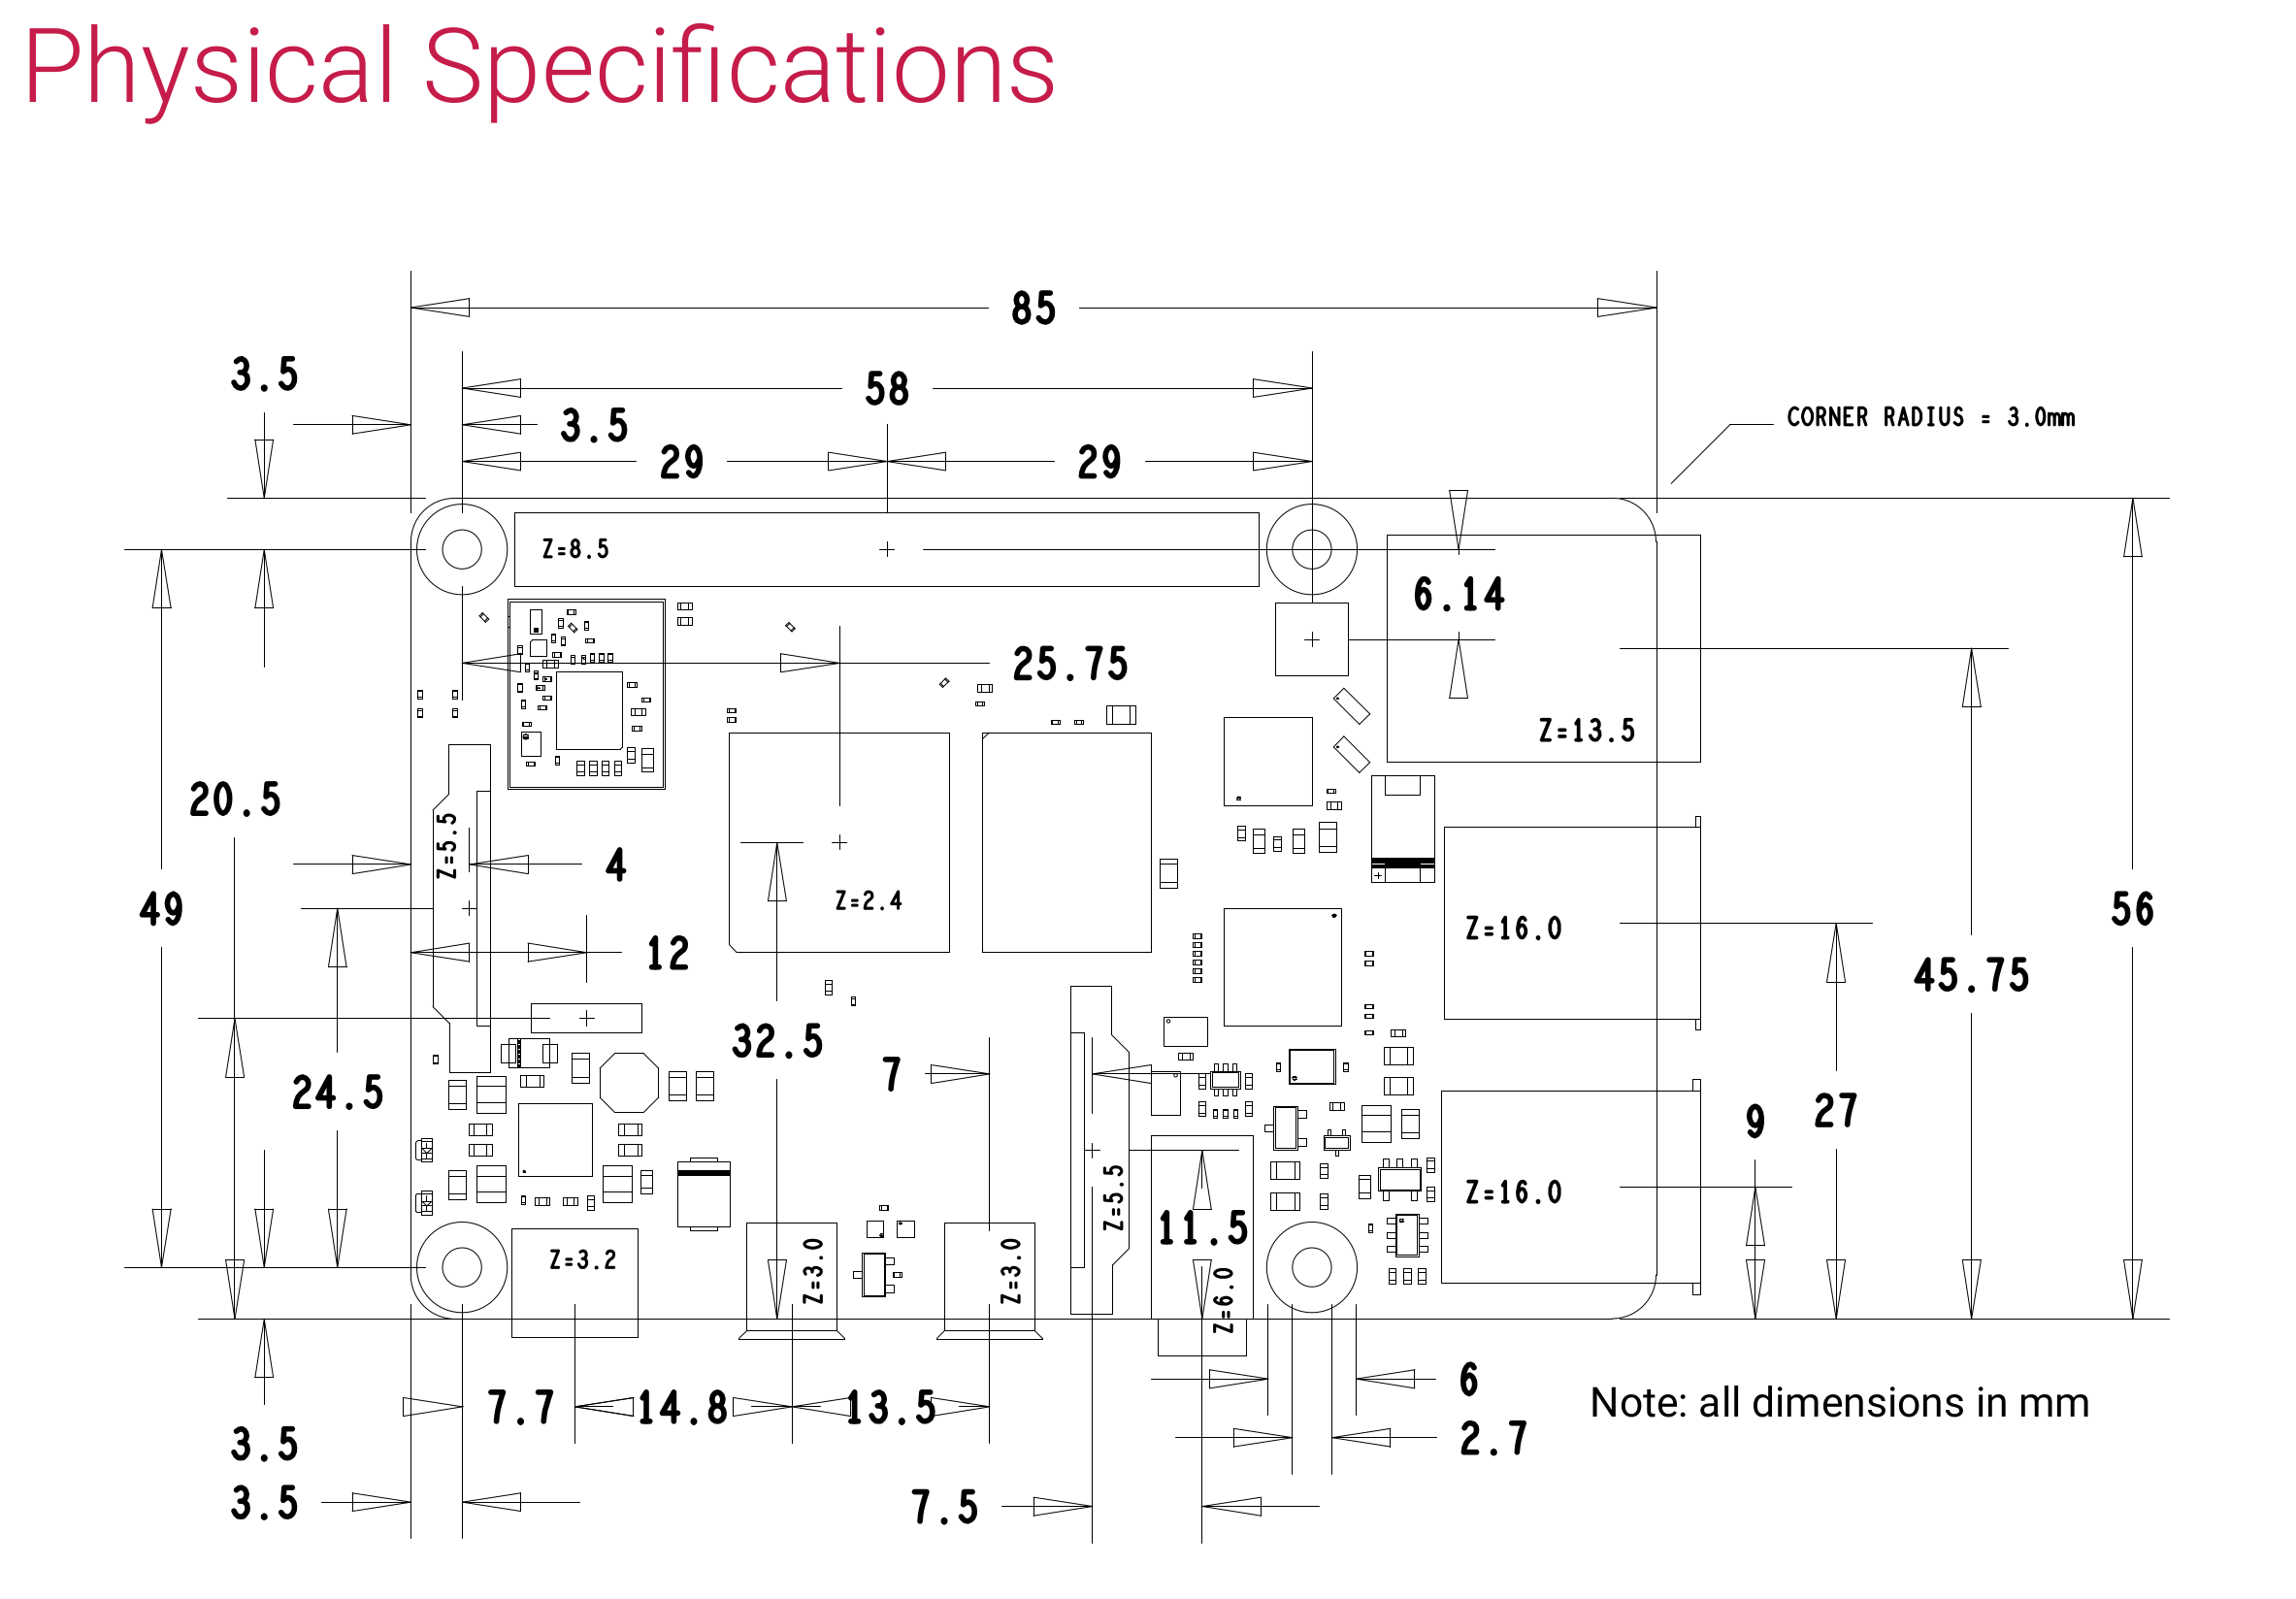 Physical Specifications
85
3.5
58
3.5
CORNER RADIUS = 3.0mm
29
29
Z=8.5
6.14
25.75
Z=13.5
20.5
Z=5.5
4
Z=2.4
49
56
Z=16.0
12
45.75
32.5
7
24.5
27
9
Z=5.5
Z=16.0
11.5
Z=3.2
Z=3.0
Z=3.0
Z=6.0
6
7.7
14.8
13.5
Note: all dimensions in mm
3.5
2.7
3.5
7.5